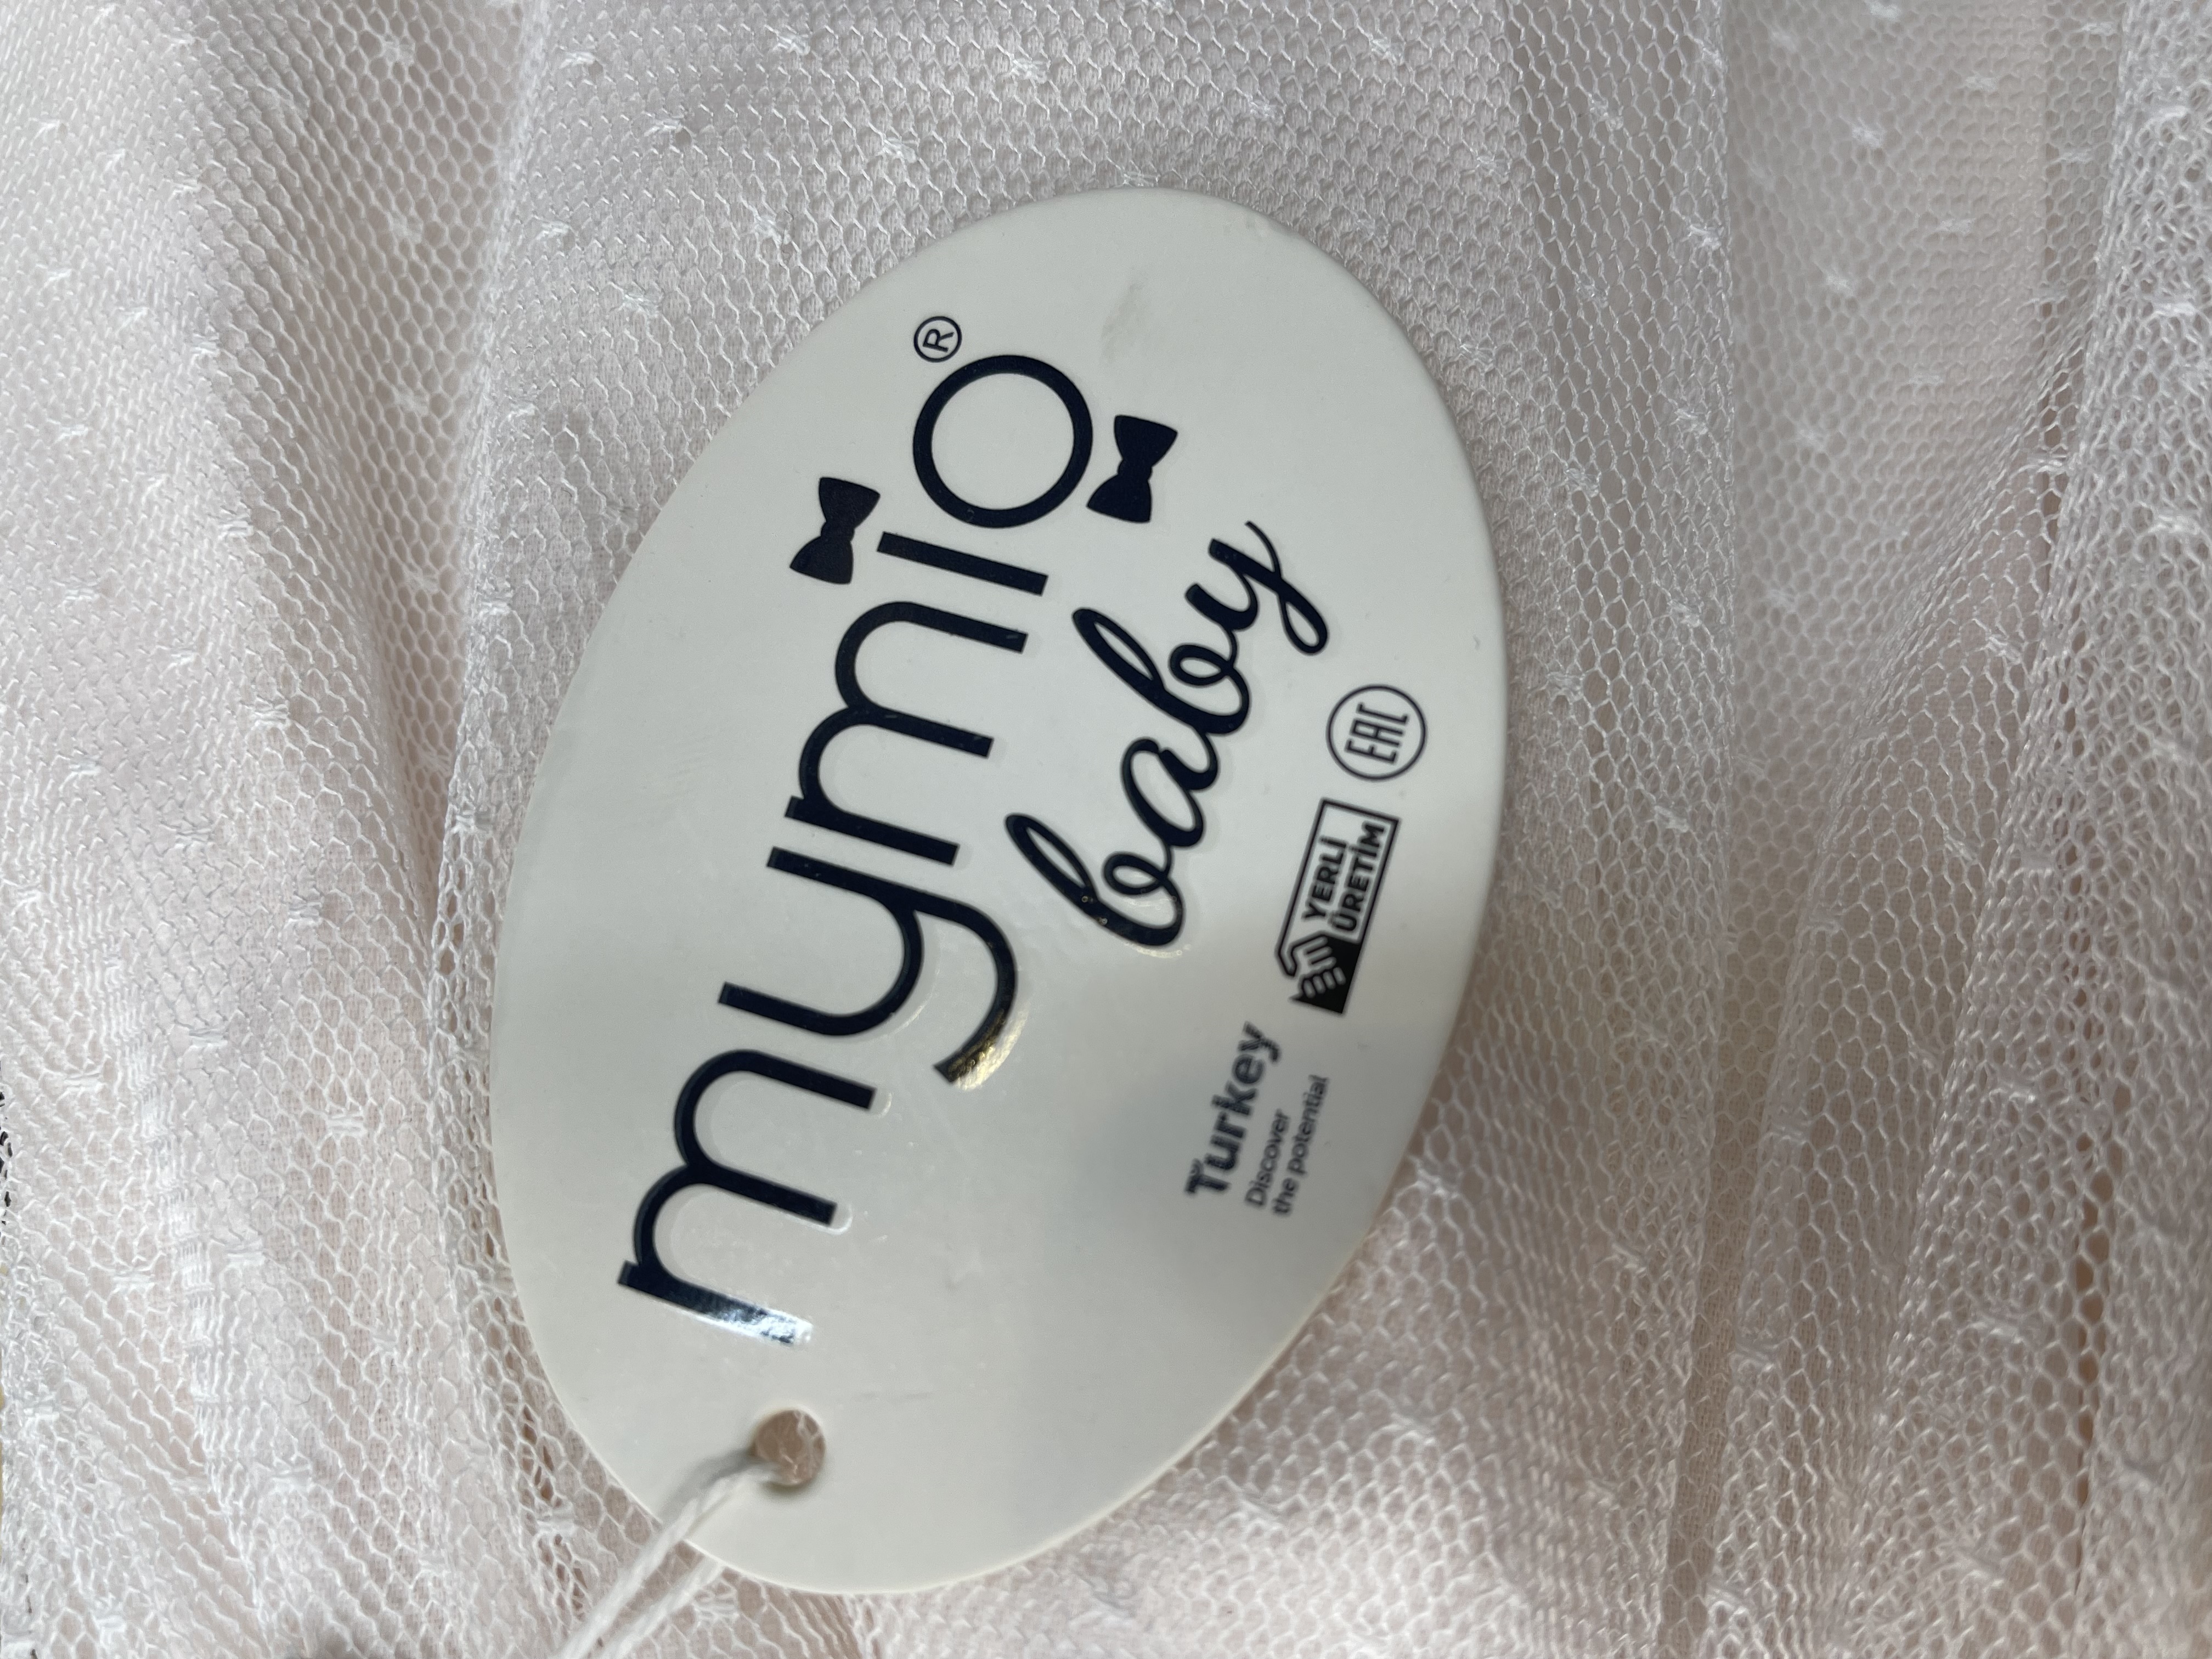 mymio®
baby
Turkey
Discover
the potential
YERLİ
ÜRETİM
EAC